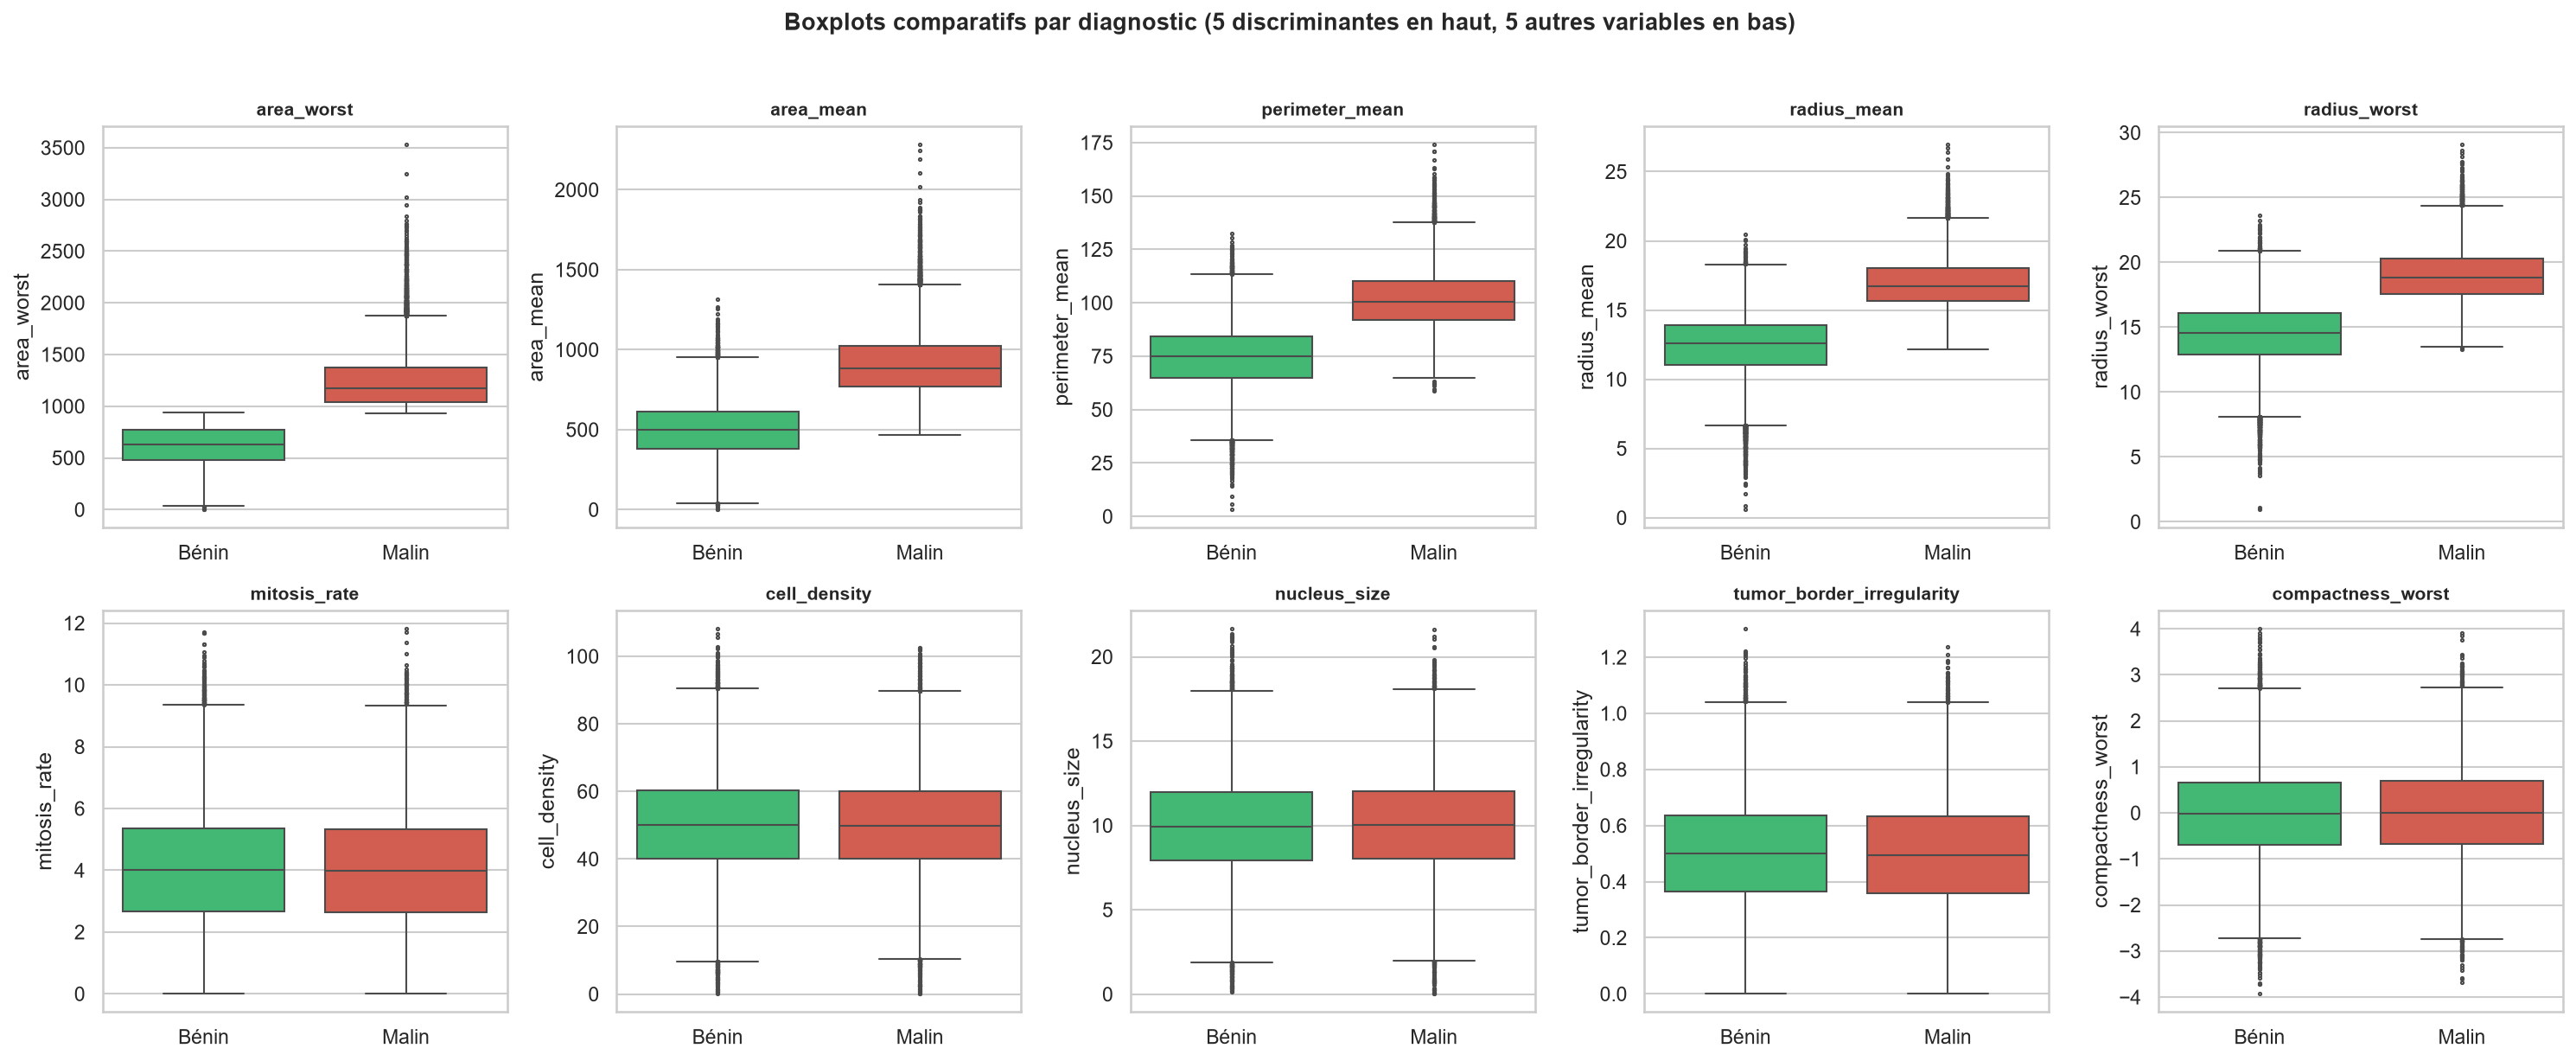 Boxplots comparatifs par diagnostic (5 discriminantes en haut, 5 autres variables en bas)
area_worst
area_worst
3500
3000
2500
2000
1500
1000
500
0
Bénin Malin
area_mean
area_mean
2000
1500
1000
500
0
Bénin Malin
perimeter_mean
perimeter_mean
175
150
125
100
75
50
25
0
Bénin Malin
radius_mean
radius_mean
25
20
15
10
5
0
Bénin Malin
radius_worst
radius_worst
30
25
20
15
10
5
0
Bénin Malin
mitosis_rate
mitosis_rate
12
10
8
6
4
2
0
Bénin Malin
cell_density
cell_density
100
80
60
40
20
0
Bénin Malin
nucleus_size
nucleus_size
20
15
10
5
0
Bénin Malin
tumor_border_irregularity
tumor_border_irregularity
1.2
1.0
0.8
0.6
0.4
0.2
0.0
Bénin Malin
compactness_worst
compactness_worst
4
3
2
1
0
−1
−2
−3
−4
Bénin Malin